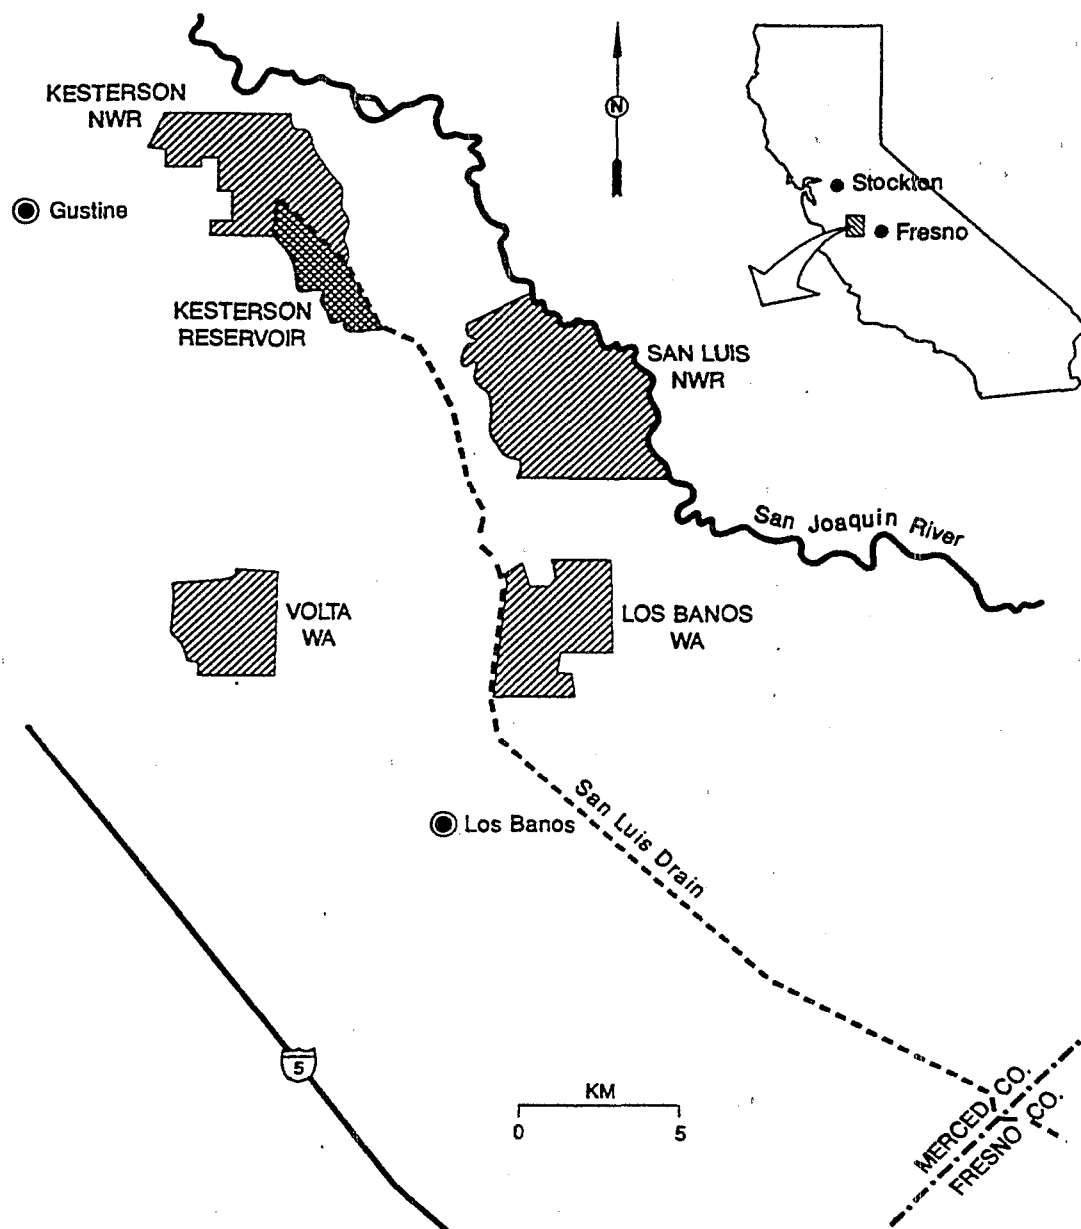 KESTERSON
NWR
N
Stockton
Gustine
Fresno
KESTERSON
RESERVOIR
SAN LUIS
NWR
San Joaquin River
VOLTA
WA
LOS BANOS
WA
San Luis Drain
Los Banos
5
KM
0 5
MERCED CO.
FRESNO CO.